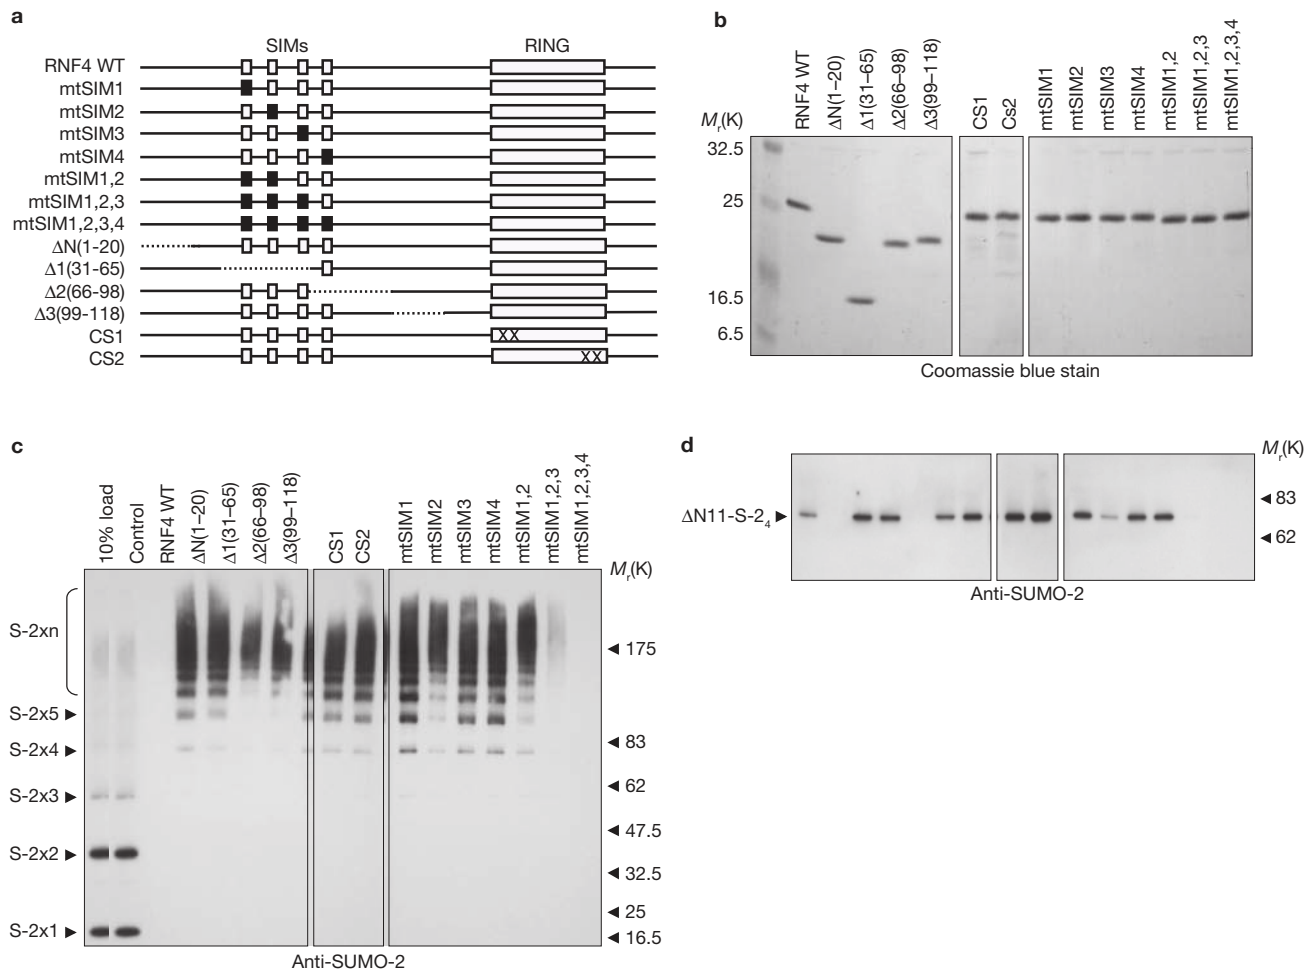 a
SIMs RING
RNF4 WT
mtSIM1
mtSIM2
mtSIM3
mtSIM4
mtSIM1,2
mtSIM1,2,3
mtSIM1,2,3,4
ΔN(1–20)
Δ1(31–65)
Δ2(66–98)
Δ3(99–118)
CS1
CS2
XX
XX
b
Mr(K)
RNF4 WT
ΔN(1–20)
Δ1(31–65)
Δ2(66–98)
Δ3(99–118)
CS1
Cs2
mtSIM1
mtSIM2
mtSIM3
mtSIM4
mtSIM1,2
mtSIM1,2,3
mtSIM1,2,3,4
32.5
25
16.5
6.5
Coomassie blue stain
c
10% load
Control
RNF4 WT
ΔN(1–20)
Δ1(31–65)
Δ2(66–98)
Δ3(99–118)
CS1
CS2
mtSIM1
mtSIM2
mtSIM3
mtSIM4
mtSIM1,2
mtSIM1,2,3
mtSIM1,2,3,4
Mr(K)
S-2xn
S-2x5
S-2x4
S-2x3
S-2x2
S-2x1
175
83
62
47.5
32.5
25
16.5
Anti-SUMO-2
d
Mr(K)
ΔN11-S-2₄
83
62
Anti-SUMO-2